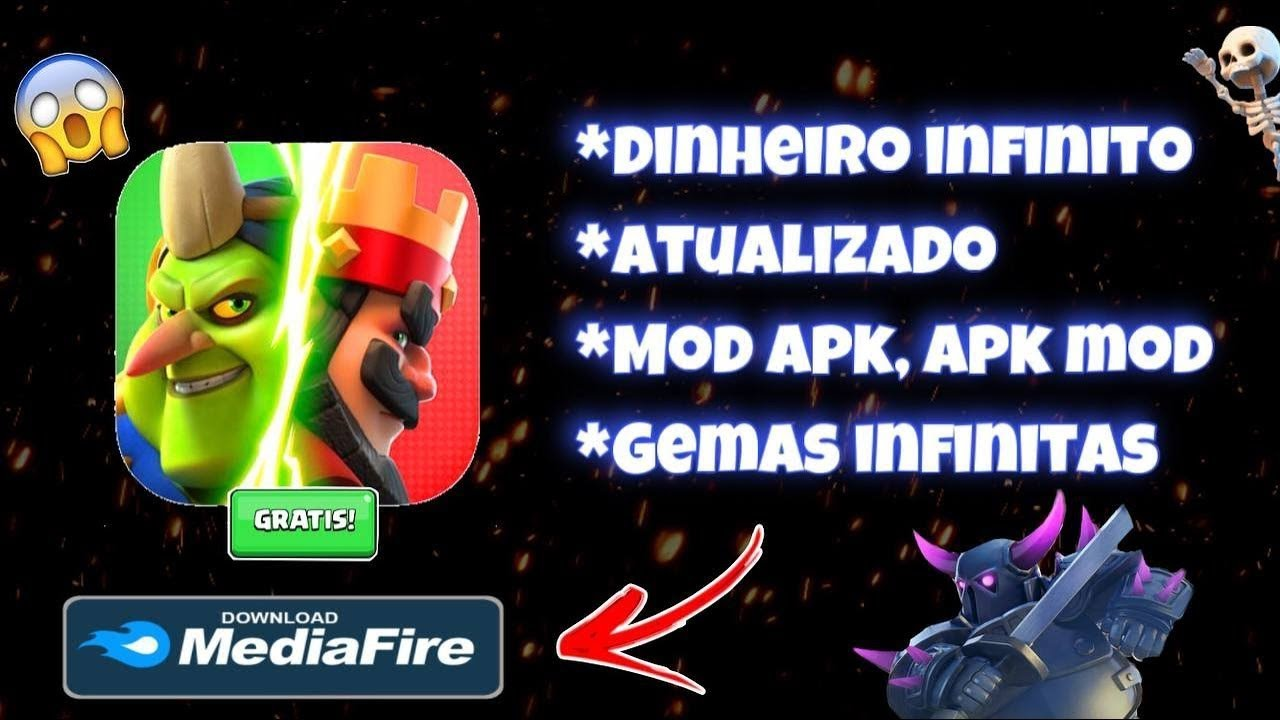 *Dinheiro infinito
*Atualizado
*Mod apk, apk mod
*Gemas infinitas
GRATIS!
DOWNLOAD
MediaFire